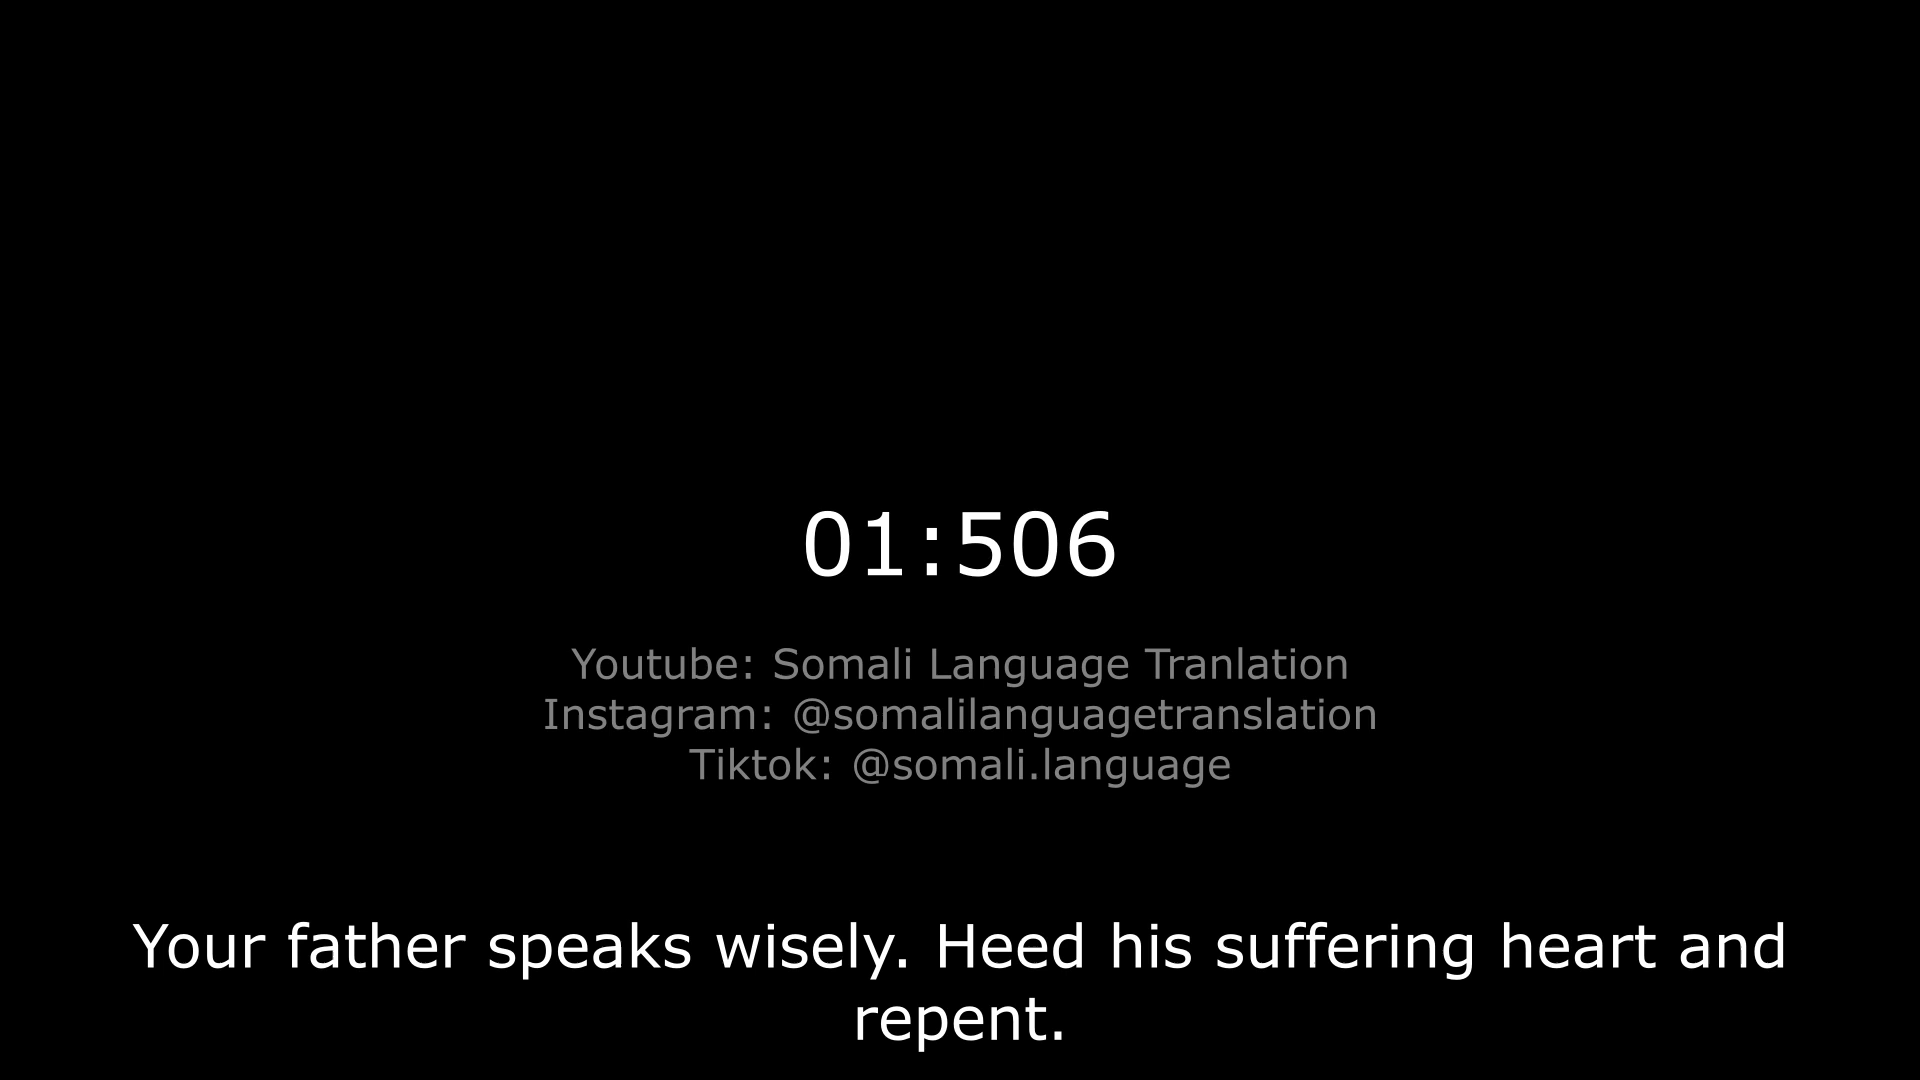 01:506
Youtube: Somali Language Tranlation
Instagram: @somalilanguagetranslation
Tiktok: @somali.language
Your father speaks wisely. Heed his suffering heart and
repent.